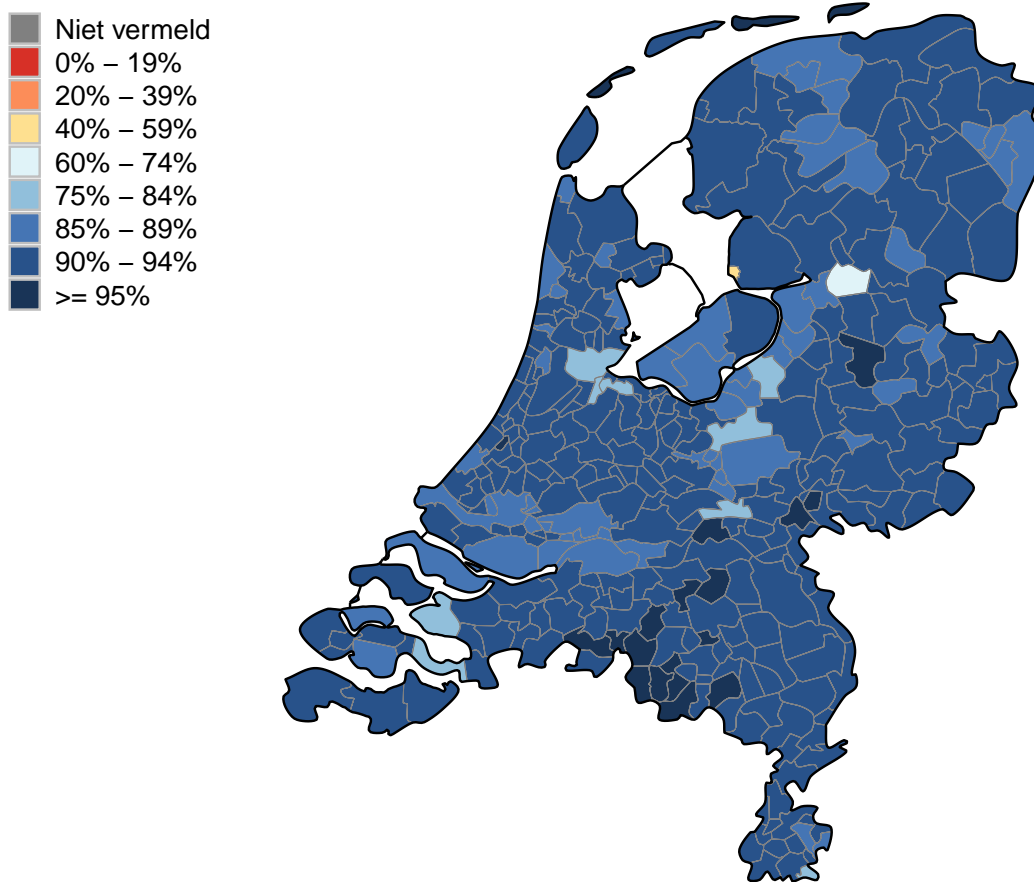 Niet vermeld
0% – 19%
20% – 39%
40% – 59%
60% – 74%
75% – 84%
85% – 89%
90% – 94%
>= 95%